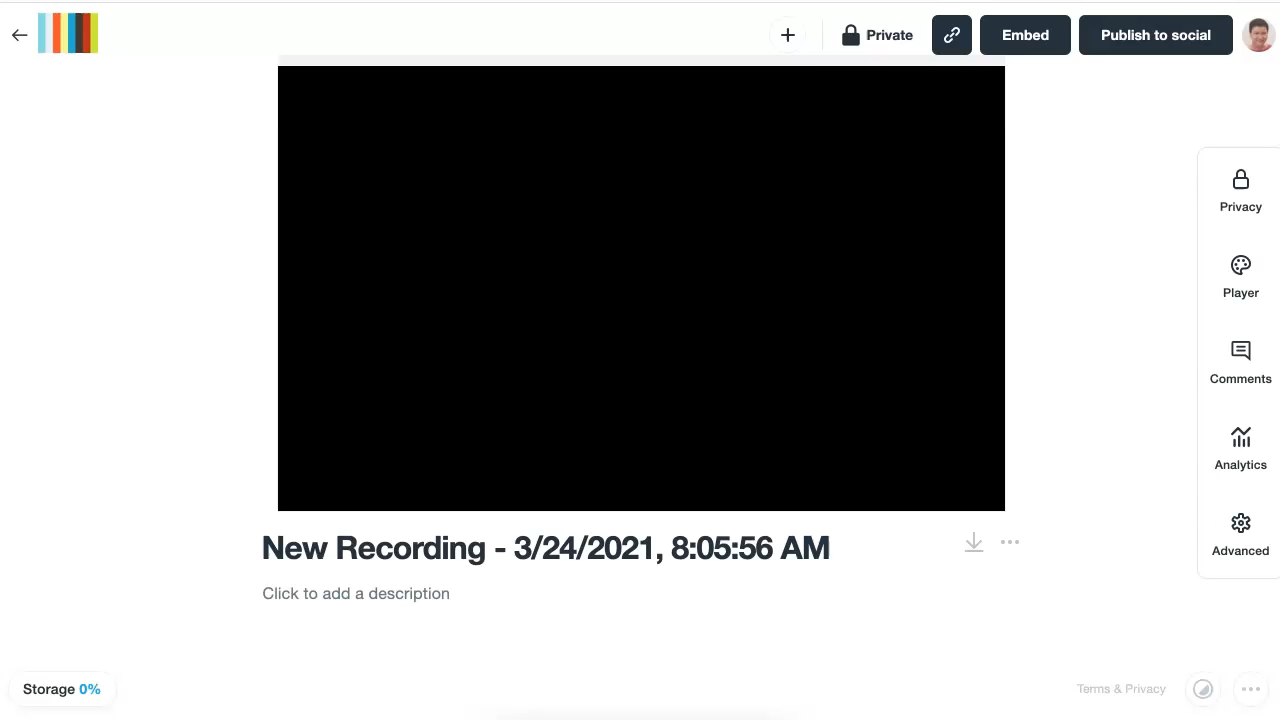 Private
Embed
Publish to social
Privacy
Player
Comments
Analytics
Advanced
New Recording - 3/24/2021, 8:05:56 AM
Click to add a description
Storage 0%
Terms & Privacy